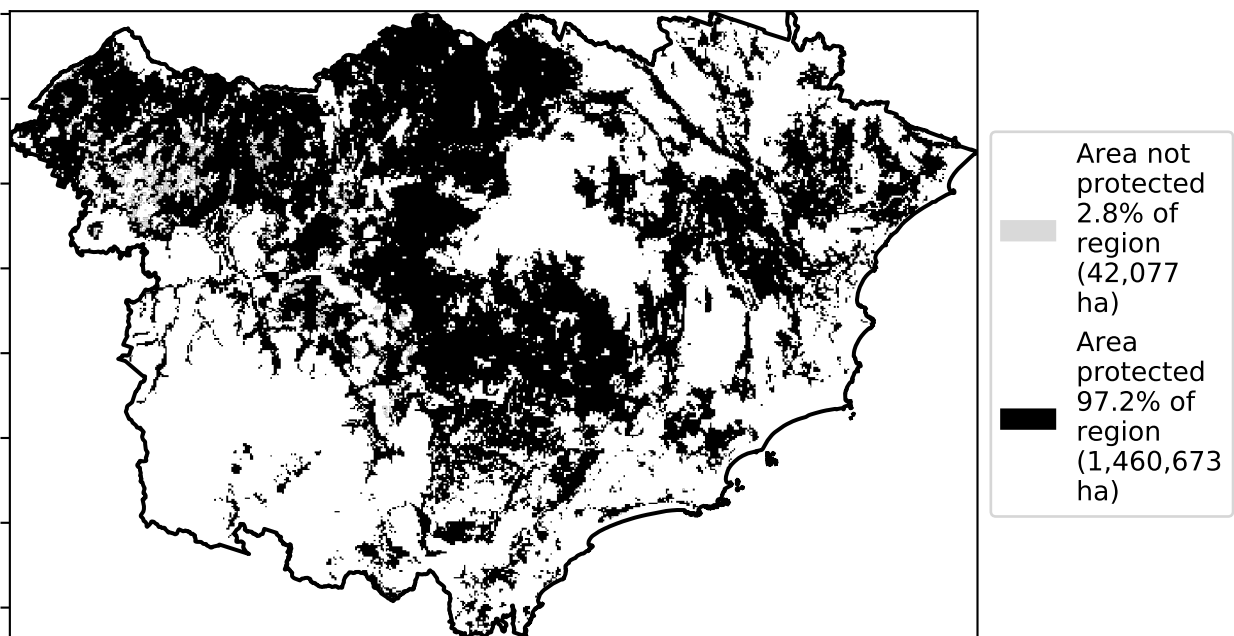 Area not
protected
2.8% of
region
(42,077
ha)
Area
protected
97.2% of
region
(1,460,673
ha)